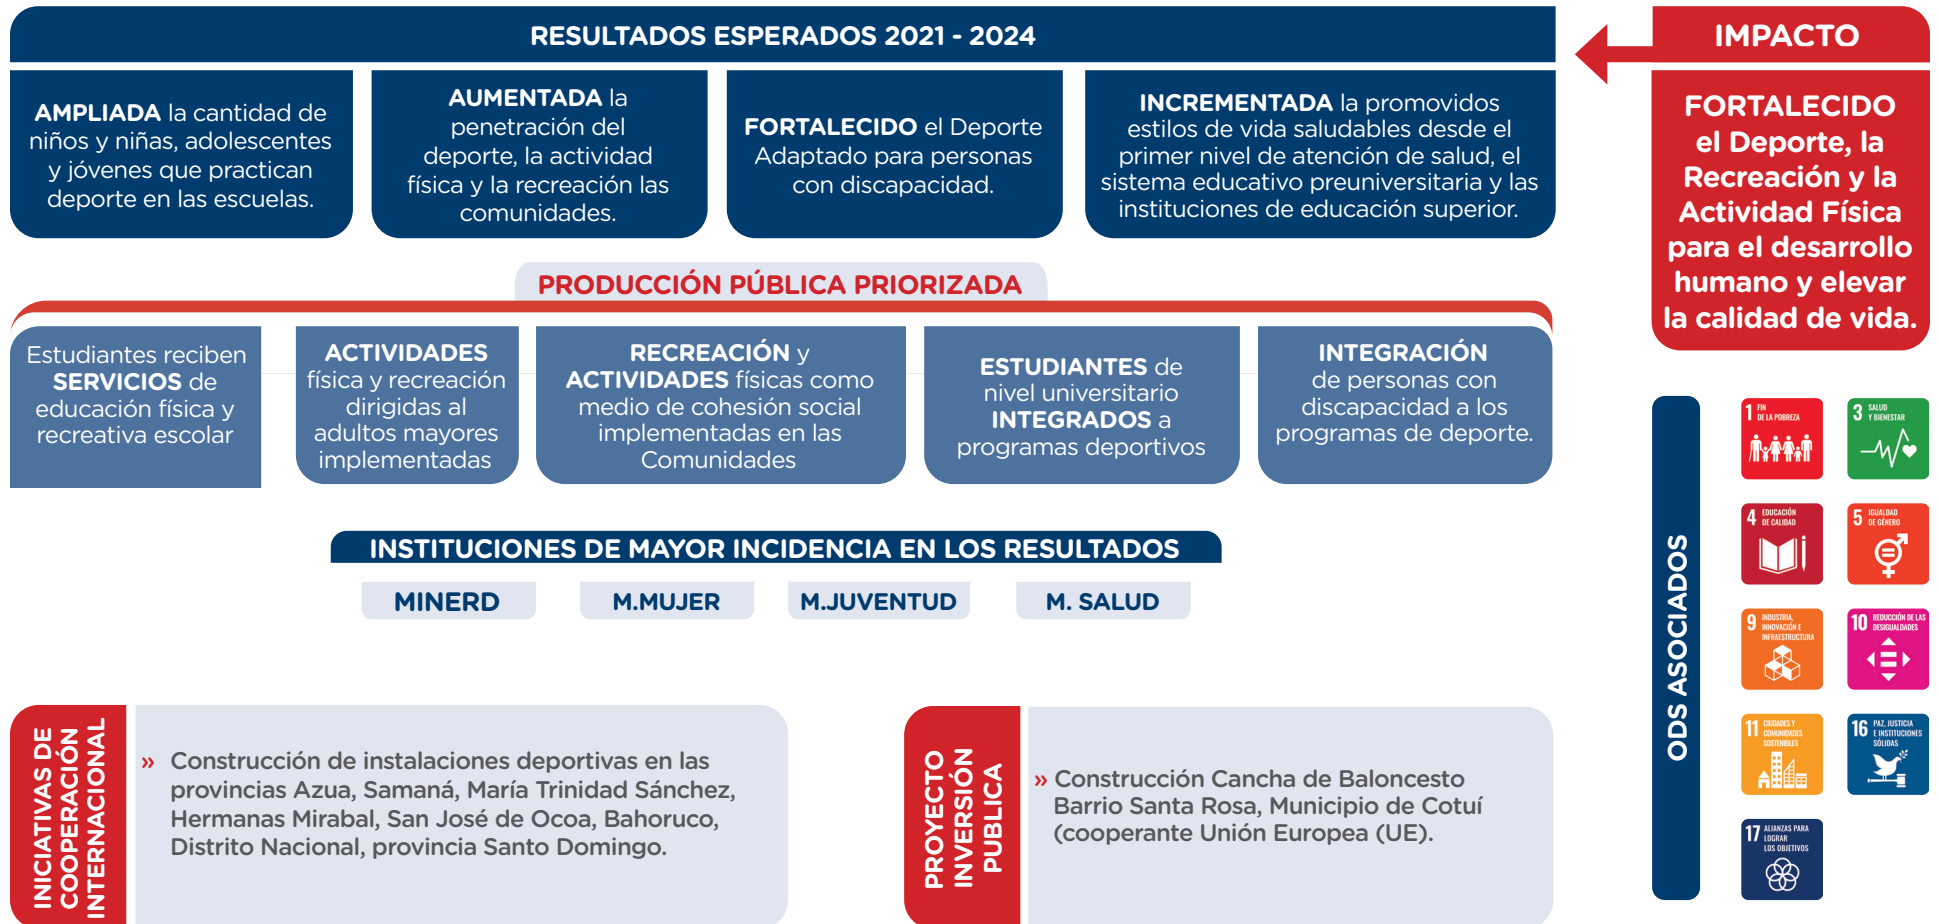 RESULTADOS ESPERADOS 2021 - 2024
AMPLIADA la cantidad de
niños y niñas, adolescentes
y jóvenes que practican
deporte en las escuelas.
AUMENTADA la
penetración del
deporte, la actividad
física y la recreación las
comunidades.
FORTALECIDO el Deporte
Adaptado para personas
con discapacidad.
INCREMENTADA la promovidos
estilos de vida saludables desde el
primer nivel de atención de salud, el
sistema educativo preuniversitaria y las
instituciones de educación superior.
IMPACTO
FORTALECIDO
el Deporte, la
Recreación y la
Actividad Física
para el desarrollo
humano y elevar
la calidad de vida.
PRODUCCIÓN PÚBLICA PRIORIZADA
Estudiantes reciben
SERVICIOS de
educación física y
recreativa escolar
ACTIVIDADES
física y recreación
dirigidas al
adultos mayores
implementadas
RECREACIÓN y
ACTIVIDADES físicas como
medio de cohesión social
implementadas en las
Comunidades
ESTUDIANTES de
nivel universitario
INTEGRADOS a
programas deportivos
INTEGRACIÓN
de personas con
discapacidad a los
programas de deporte.
INSTITUCIONES DE MAYOR INCIDENCIA EN LOS RESULTADOS
MINERD
M.MUJER
M.JUVENTUD
M. SALUD
INICIATIVAS DE
COOPERACIÓN
INTERNACIONAL
» Construcción de instalaciones deportivas en las
provincias Azua, Samaná, María Trinidad Sánchez,
Hermanas Mirabal, San José de Ocoa, Bahoruco,
Distrito Nacional, provincia Santo Domingo.
PROYECTO
INVERSIÓN
PUBLICA
» Construcción Cancha de Baloncesto
Barrio Santa Rosa, Municipio de Cotuí
(cooperante Unión Europea (UE).
ODS ASOCIADOS
1 FIN
DE LA POBREZA
3 SALUD
Y BIENESTAR
4 EDUCACIÓN
DE CALIDAD
5 IGUALDAD
DE GÉNERO
9 INDUSTRIA,
INNOVACIÓN E
INFRAESTRUCTURA
10 REDUCCIÓN DE LAS
DESIGUALDADES
11 CIUDADES Y
COMUNIDADES
SOSTENIBLES
16 PAZ, JUSTICIA
E INSTITUCIONES
SÓLIDAS
17 ALIANZAS PARA
LOGRAR
LOS OBJETIVOS